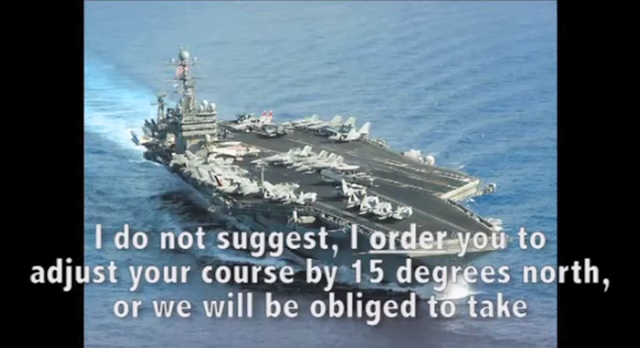 I do not suggest, I order you to
adjust your course by 15 degrees north,
or we will be obliged to take